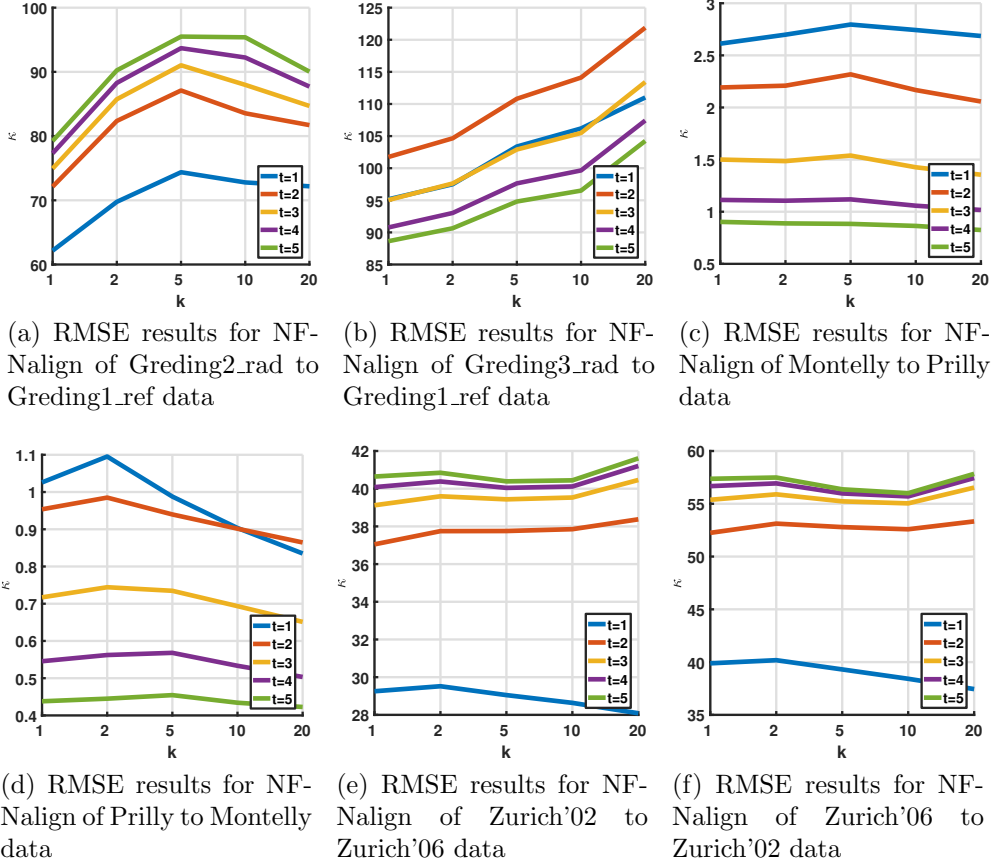 100
90
80
70
60
κ
1 2 5 10 20
k
t=1
t=2
t=3
t=4
t=5
(a) RMSE results for NF-
Nalign of Greding2_rad to
Greding1_ref data
125
120
115
110
105
100
95
90
85
κ
1 2 5 10 20
k
t=1
t=2
t=3
t=4
t=5
(b) RMSE results for NF-
Nalign of Greding3_rad to
Greding1_ref data
3
2.5
2
1.5
1
0.5
κ
1 2 5 10 20
k
t=1
t=2
t=3
t=4
t=5
(c) RMSE results for NF-
Nalign of Montelly to Prilly
data
1.1
1
0.9
0.8
0.7
0.6
0.5
0.4
κ
1 2 5 10 20
k
t=1
t=2
t=3
t=4
t=5
(d) RMSE results for NF-
Nalign of Prilly to Montelly
data
42
40
38
36
34
32
30
28
κ
1 2 5 10 20
k
t=1
t=2
t=3
t=4
t=5
(e) RMSE results for NF-
Nalign of Zurich'02 to
Zurich'06 data
60
55
50
45
40
35
κ
1 2 5 10 20
k
t=1
t=2
t=3
t=4
t=5
(f) RMSE results for NF-
Nalign of Zurich'06 to
Zurich'02 data